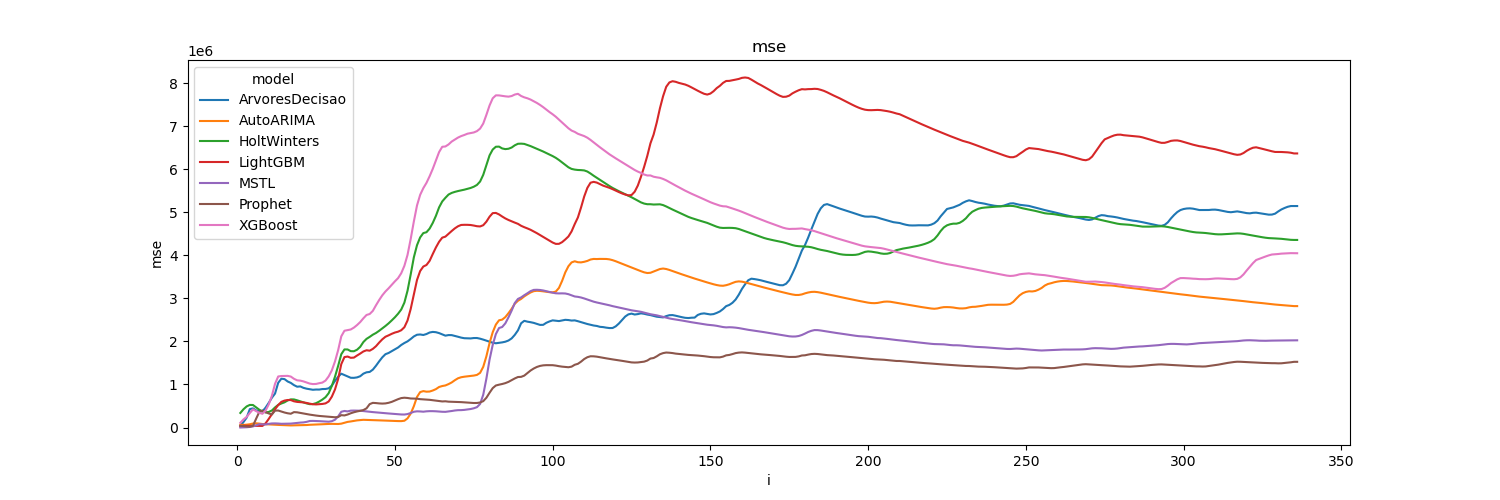 mse
1e6
8
7
6
5
4
3
2
1
0
mse
model
ArvoresDecisao
AutoARIMA
HoltWinters
LightGBM
MSTL
Prophet
XGBoost
0 50 100 150 200 250 300 350
i